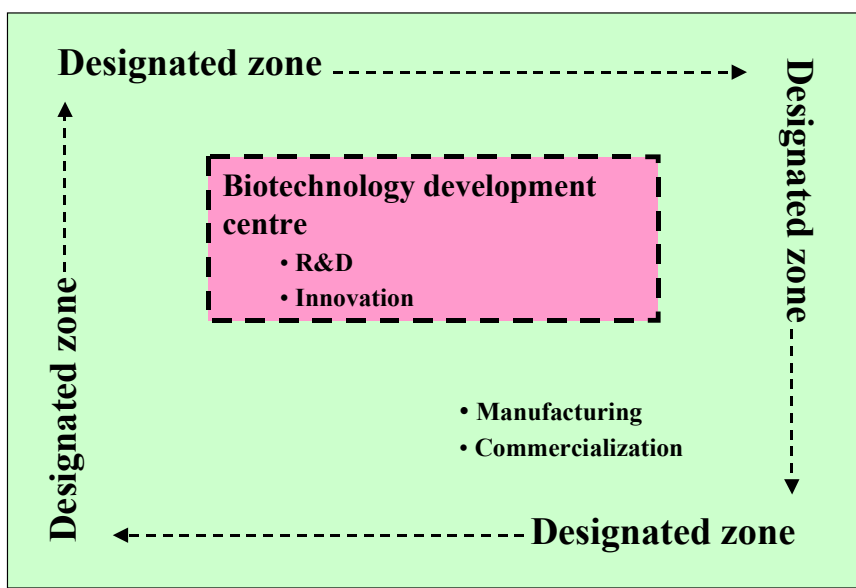 Designated zone
Designated zone
Biotechnology development
centre
• R&D
• Innovation
Designated zone
• Manufacturing
• Commercialization
Designated zone